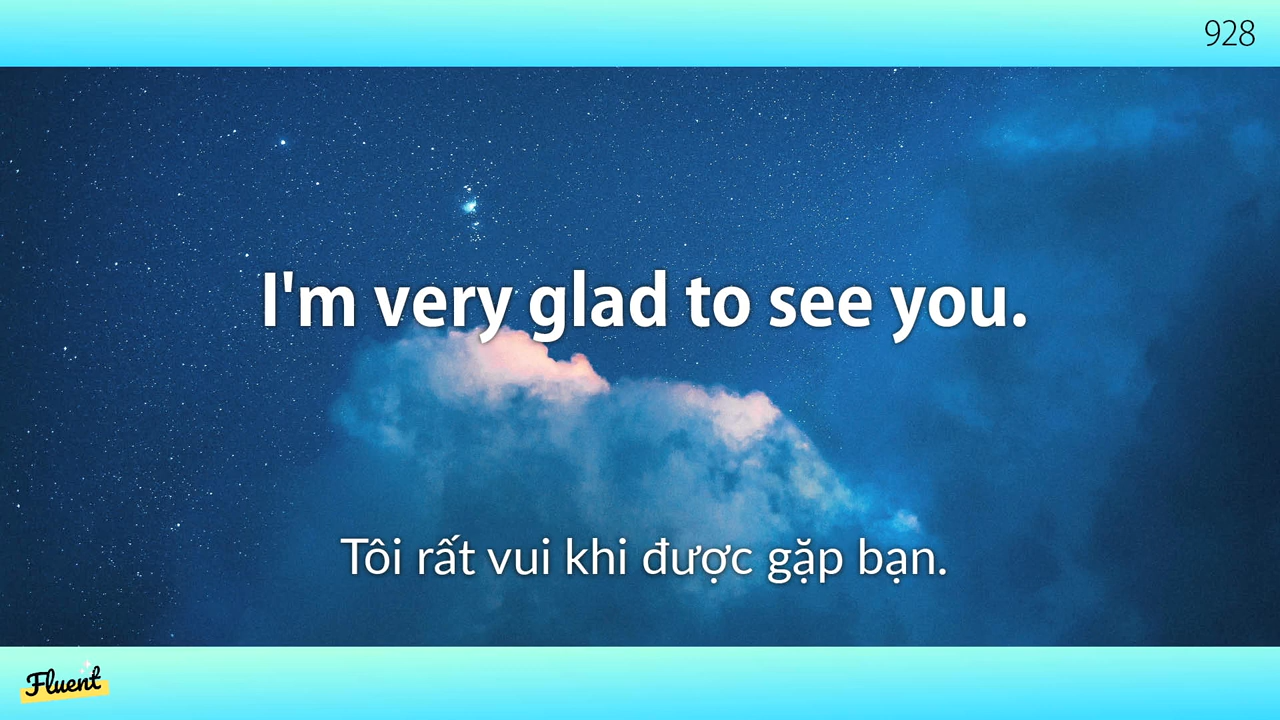 928
I'm very glad to see you.
Tôi rất vui khi được gặp bạn.
Fluent